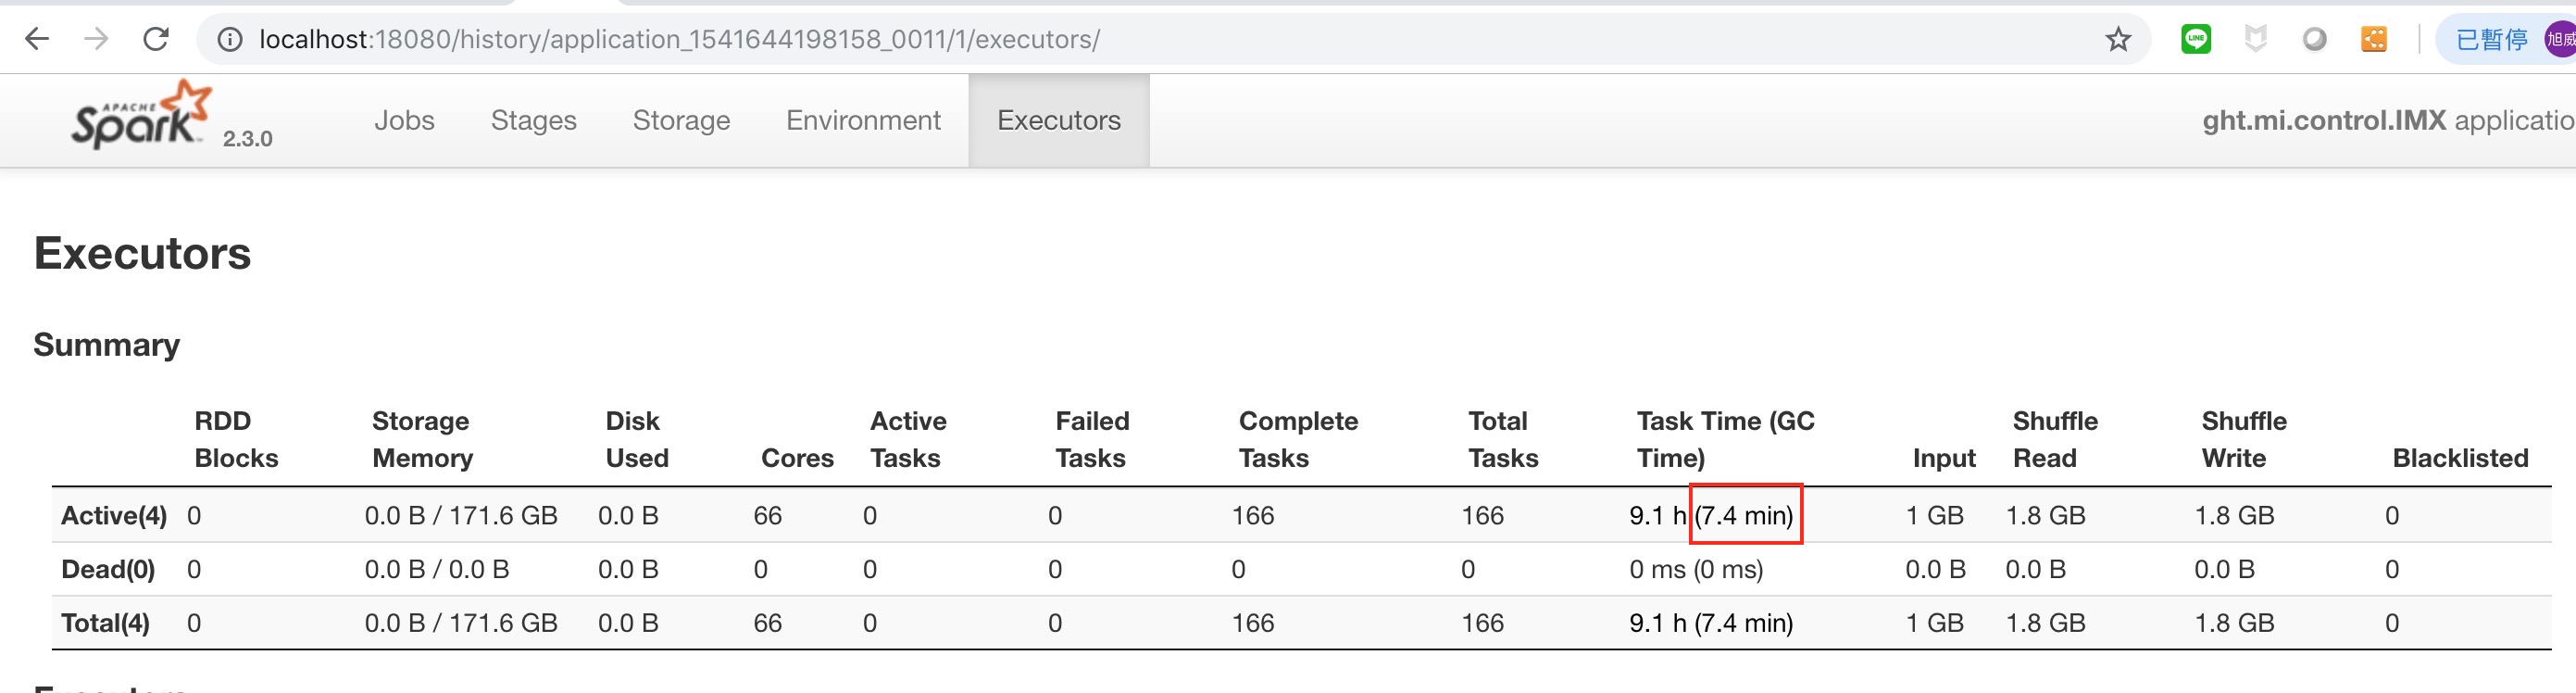 localhost:18080/history/application_1541644198158_0011/1/executors/
LINE
已暫停
旭威
APACHE
Spark 2.3.0
Jobs Stages Storage Environment Executors
ght.mi.control.IMX applicatio
Executors
Summary
RDD Blocks Storage Memory Disk Used Cores Active Tasks Failed Tasks Complete Tasks Total Tasks Task Time (GC Time) Input Shuffle Read Shuffle Write Blacklisted
Active(4) 0 0.0 B / 171.6 GB 0.0 B 66 0 0 166 166 9.1 h (7.4 min) 1 GB 1.8 GB 1.8 GB 0
Dead(0) 0 0.0 B / 0.0 B 0.0 B 0 0 0 0 0 0 ms (0 ms) 0.0 B 0.0 B 0.0 B 0
Total(4) 0 0.0 B / 171.6 GB 0.0 B 66 0 0 166 166 9.1 h (7.4 min) 1 GB 1.8 GB 1.8 GB 0